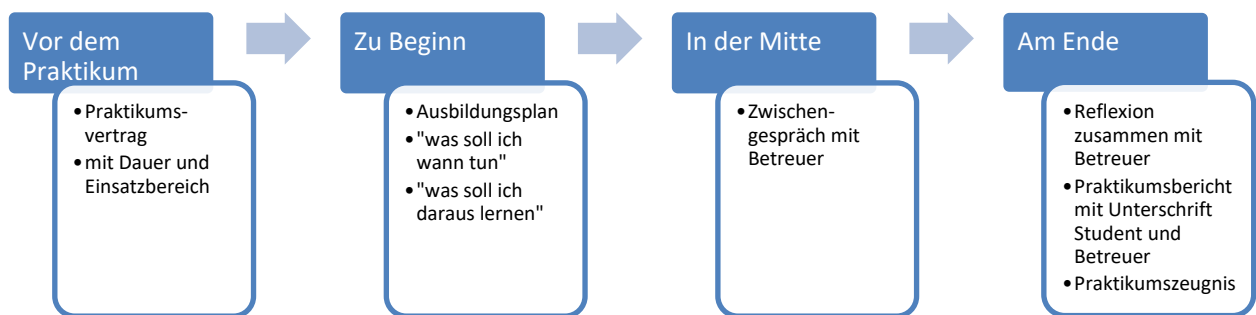 Vor dem
Praktikum
• Praktikums-
vertrag
• mit Dauer und
Einsatzbereich
Zu Beginn
• Ausbildungsplan
• "was soll ich
wann tun"
• "was soll ich
daraus lernen"
In der Mitte
• Zwischen-
gespräch mit
Betreuer
Am Ende
• Reflexion
zusammen mit
Betreuer
• Praktikumsbericht
mit Unterschrift
Student und
Betreuer
• Praktikumszeugnis